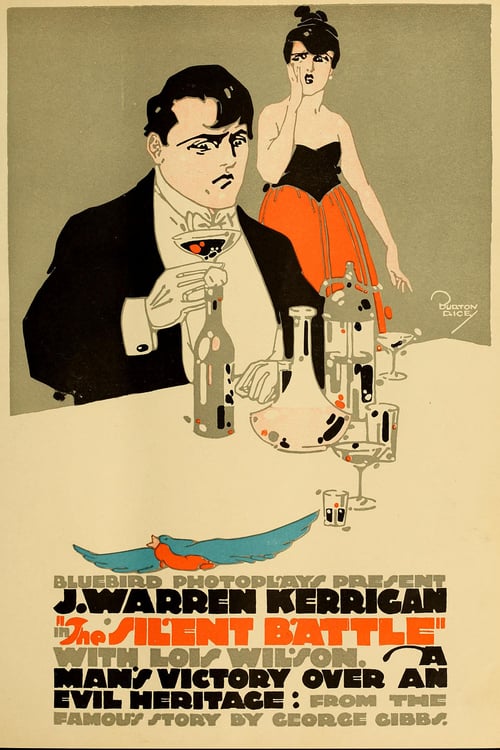 BURTON
RICE
BLUEBIRD PHOTOPLAYS PRESENT
J. WARREN KERRIGAN
in "The SILENT BATTLE"
WITH LOIS WILSON. A
MAN'S VICTORY OVER AN
EVIL HERITAGE: FROM THE
FAMOUS STORY BY GEORGE GIBBS.